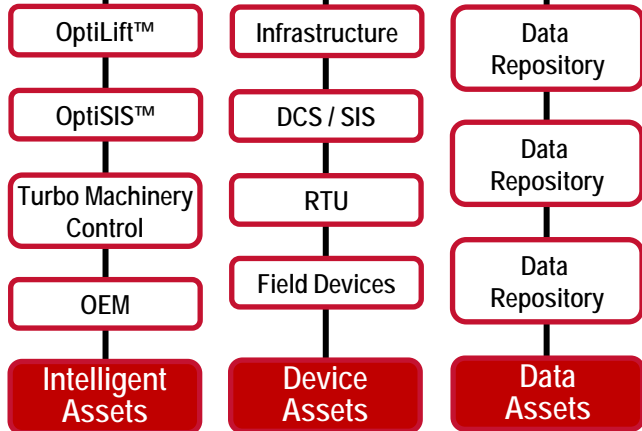 OptiLift™
OptiSIS™
Turbo Machinery
Control
OEM
Intelligent
Assets
Infrastructure
DCS / SIS
RTU
Field Devices
Device
Assets
Data
Repository
Data
Repository
Data
Repository
Data
Assets